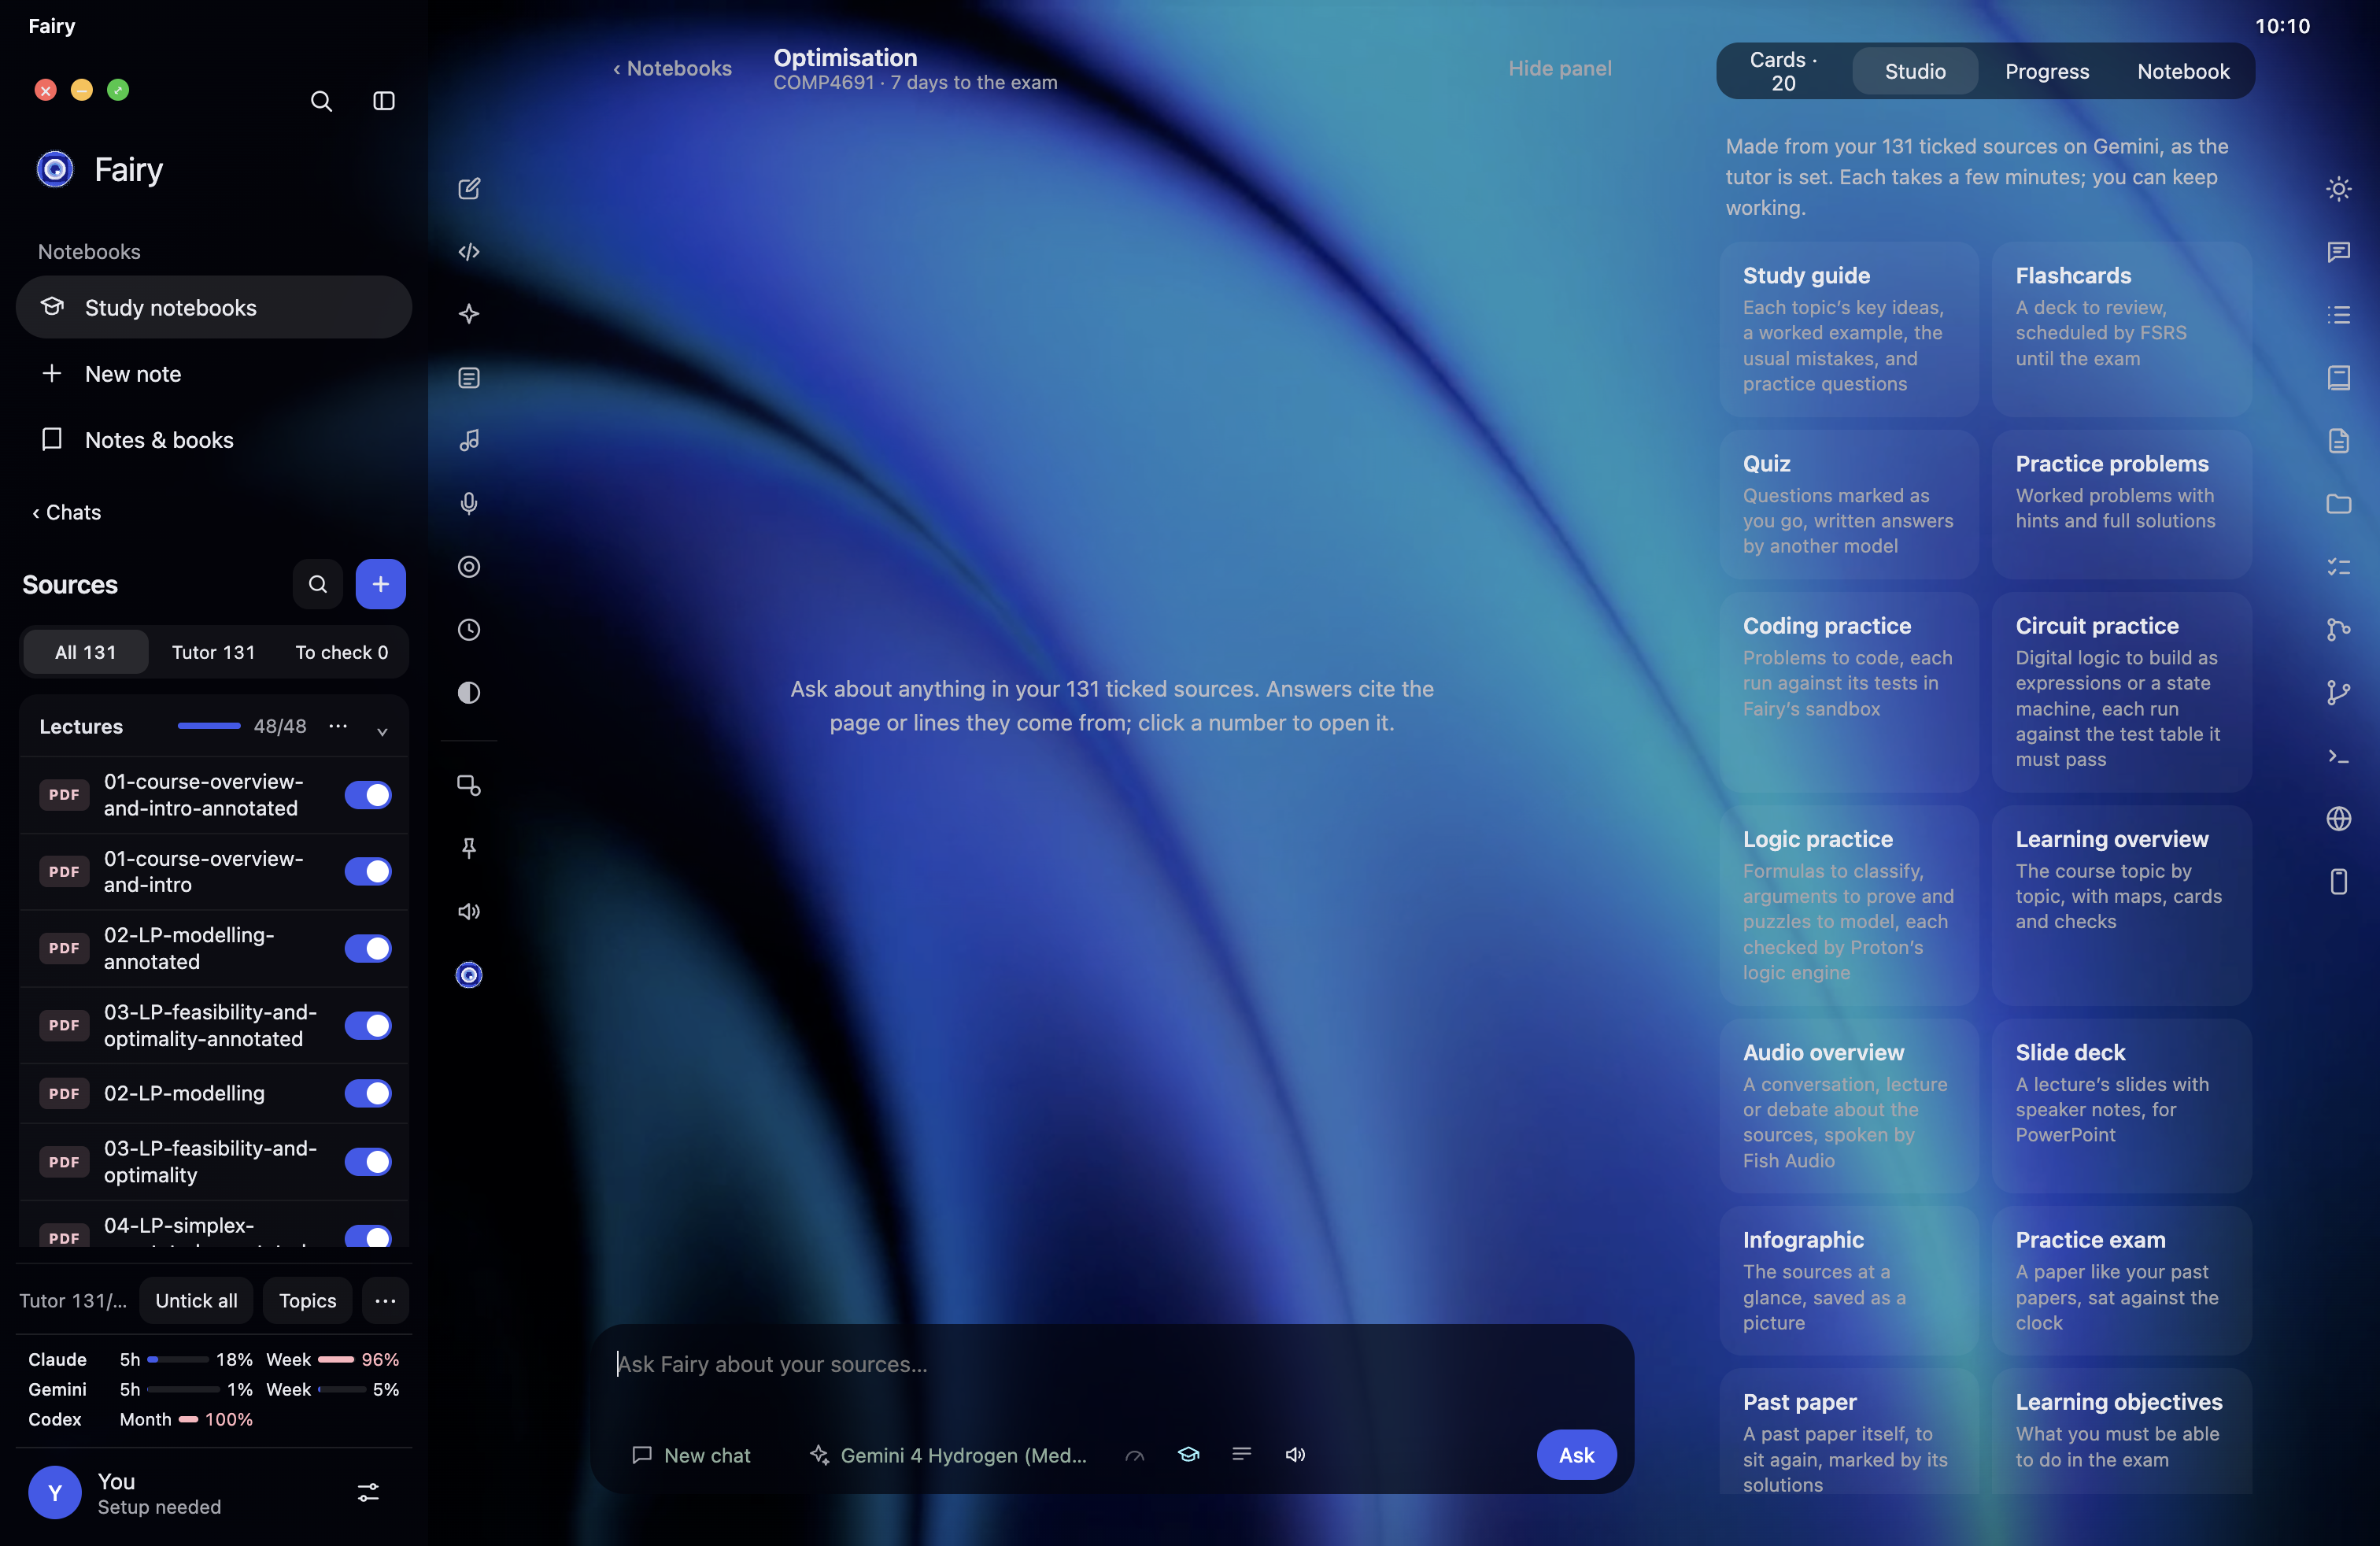 Fairy
10:10
Fairy
Notebooks
Study notebooks
New note
Notes & books
‹ Chats
Sources
All 131
Tutor 131
To check 0
Lectures
48/48
PDF
01-course-overview-
and-intro-annotated
PDF
01-course-overview-
and-intro
PDF
02-LP-modelling-
annotated
PDF
03-LP-feasibility-and-
optimality-annotated
PDF
02-LP-modelling
PDF
03-LP-feasibility-and-
optimality
PDF
04-LP-simplex-
Tutor 131/...
Untick all
Topics
Claude 5h 18% Week 96%
Gemini 5h 1% Week 5%
Codex Month 100%
Y
You
Setup needed
‹ Notebooks
Optimisation
COMP4691 · 7 days to the exam
Hide panel
Ask about anything in your 131 ticked sources. Answers cite the
page or lines they come from; click a number to open it.
Ask Fairy about your sources...
New chat
Gemini 4 Hydrogen (Med...
Ask
Cards ·
20
Studio
Progress
Notebook
Made from your 131 ticked sources on Gemini, as the
tutor is set. Each takes a few minutes; you can keep
working.
Study guide
Each topic's key ideas,
a worked example, the
usual mistakes, and
practice questions
Flashcards
A deck to review,
scheduled by FSRS
until the exam
Quiz
Questions marked as
you go, written answers
by another model
Practice problems
Worked problems with
hints and full solutions
Coding practice
Problems to code, each
run against its tests in
Fairy's sandbox
Circuit practice
Digital logic to build as
expressions or a state
machine, each run
against the test table it
must pass
Logic practice
Formulas to classify,
arguments to prove and
puzzles to model, each
checked by Proton's
logic engine
Learning overview
The course topic by
topic, with maps, cards
and checks
Audio overview
A conversation, lecture
or debate about the
sources, spoken by
Fish Audio
Slide deck
A lecture's slides with
speaker notes, for
PowerPoint
Infographic
The sources at a
glance, saved as a
picture
Practice exam
A paper like your past
papers, sat against the
clock
Past paper
A past paper itself, to
sit again, marked by its
solutions
Learning objectives
What you must be able
to do in the exam